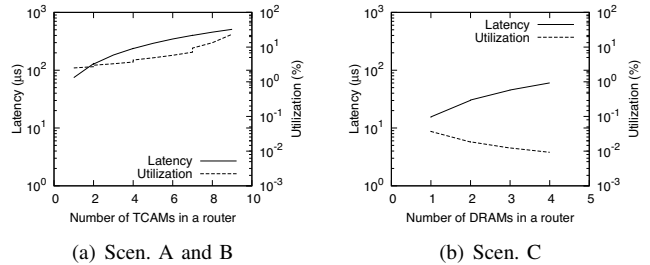 10³
10²
10¹
10⁰
Latency (μs)
10²
10¹
10⁰
10⁻¹
10⁻²
10⁻³
Utilization (%)
Latency
Utilization
0 2 4 6 8 10
Number of TCAMs in a router
(a) Scen. A and B
10³
10²
10¹
10⁰
Latency (μs)
10²
10¹
10⁰
10⁻¹
10⁻²
10⁻³
Utilization (%)
Latency
Utilization
0 1 2 3 4 5
Number of DRAMs in a router
(b) Scen. C